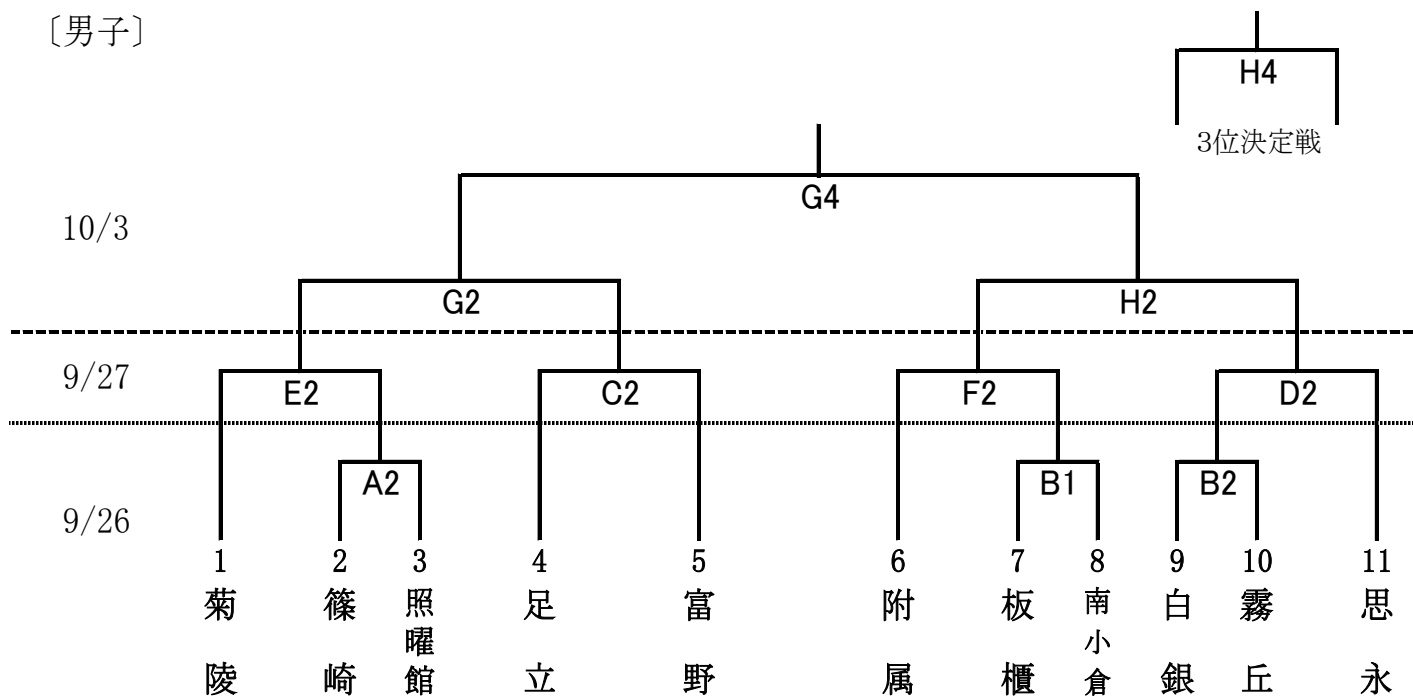 〔男子〕
H4
3位決定戦
G4
10/3
G2
H2
9/27
E2
C2
F2
D2
A2
B1
B2
9/26
1 2 3 4 5 6 7 8 9 10 11
菊陵
篠崎
照曜館
足立
富野
附属
板櫃
南小倉
白銀
霧丘
思永